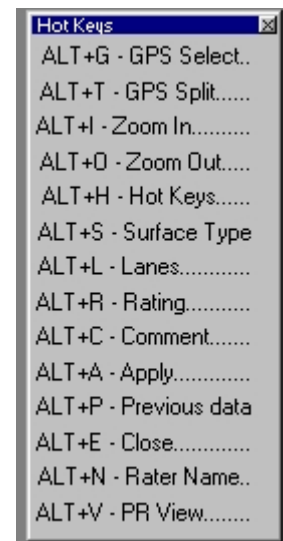 Hot Keys
ALT+G - GPS Select..
ALT+T - GPS Split......
ALT+I - Zoom In..........
ALT+O - Zoom Out.....
ALT+H - Hot Keys......
ALT+S - Surface Type
ALT+L - Lanes............
ALT+R - Rating...........
ALT+C - Comment.......
ALT+A - Apply.............
ALT+P - Previous data
ALT+E - Close.............
ALT+N - Rater Name..
ALT+V - PR View........